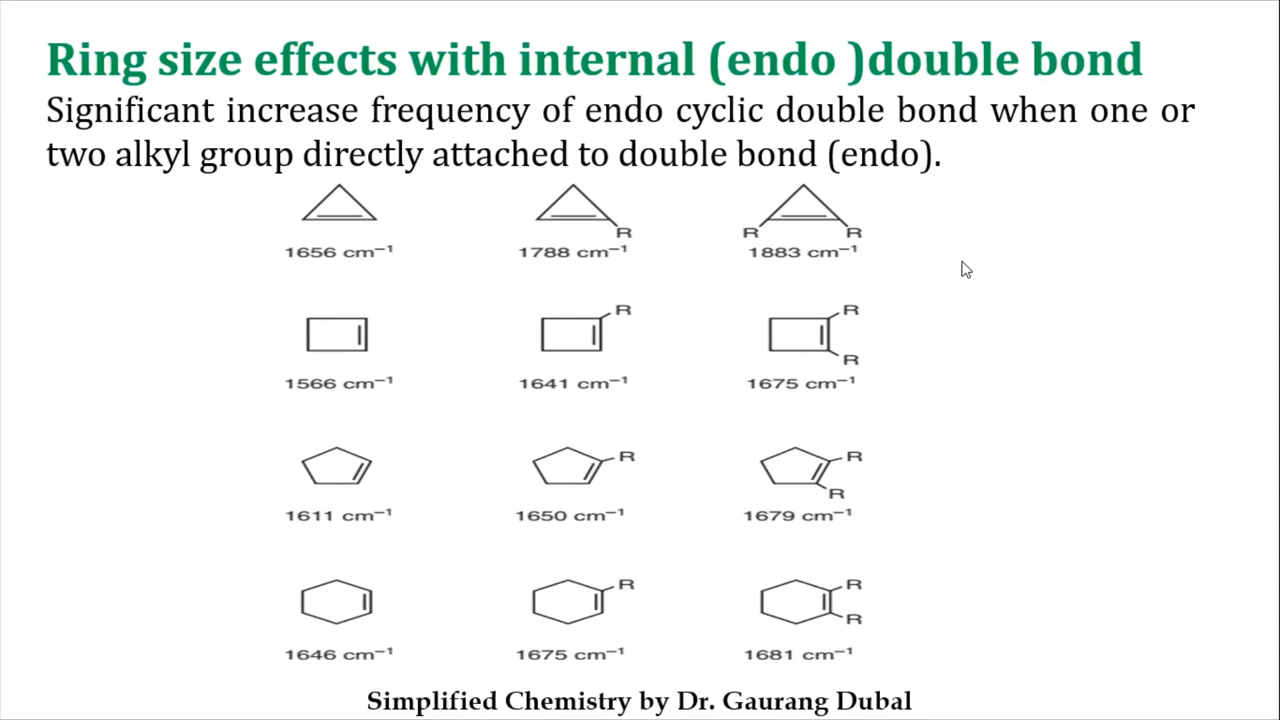 Ring size effects with internal (endo )double bond
Significant increase frequency of endo cyclic double bond when one or
two alkyl group directly attached to double bond (endo).
R
R R
1656 cm⁻¹ 1788 cm⁻¹ 1883 cm⁻¹
R R
R
1566 cm⁻¹ 1641 cm⁻¹ 1675 cm⁻¹
R R
R
1611 cm⁻¹ 1650 cm⁻¹ 1679 cm⁻¹
R R
R
1646 cm⁻¹ 1675 cm⁻¹ 1681 cm⁻¹
Simplified Chemistry by Dr. Gaurang Dubal